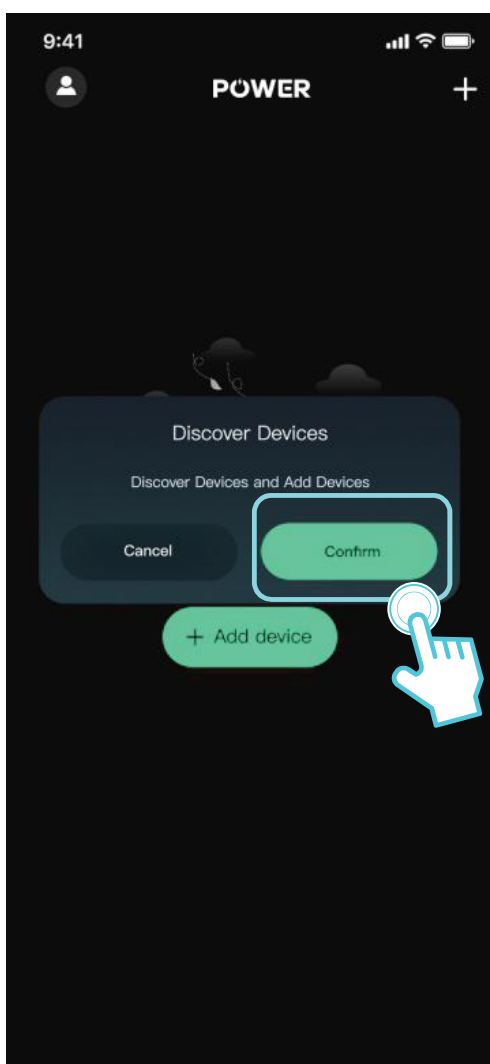 9:41
POWER
Discover Devices
Discover Devices and Add Devices
Cancel
Confirm
+ Add device